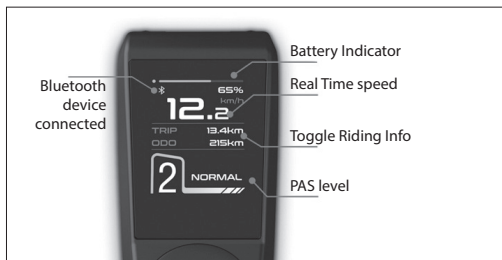 Battery Indicator
Real Time speed
Bluetooth
device
connected
65%
km/h
12.2
TRIP 13.4km
ODO 215km
Toggle Riding Info
2 NORMAL
PAS level